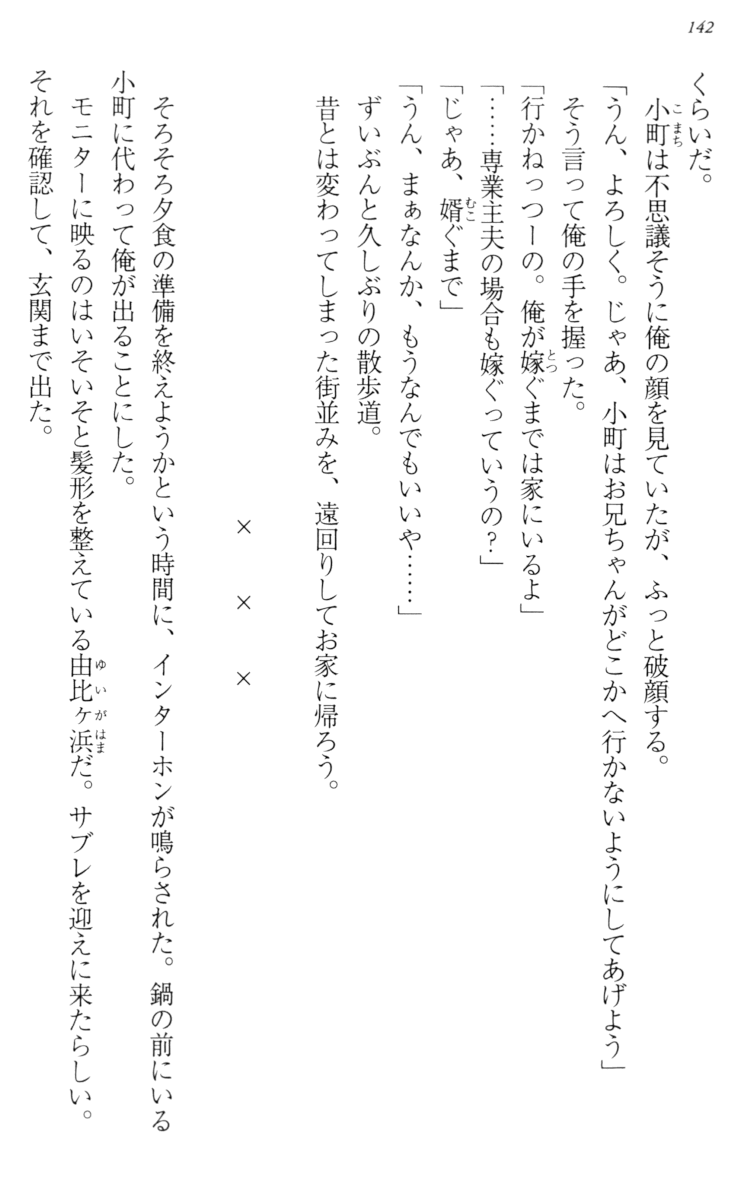 142
くらいだ。
　小町は不思議そうに俺の顔を見ていたが、ふっと破顔する。
「うん、よろしく。じゃあ、小町はお兄ちゃんがどこかへ行かないようにしてあげよう」
　そう言って俺の手を握った。
「行かねっつーの。俺が嫁ぐまでは家にいるよ」
「……専業主夫の場合も嫁ぐっていうの？」
「じゃあ、婿ぐまで」
「うん、まぁなんか、もうなんでもいいや……」
　ずいぶんと久しぶりの散歩道。
　昔とは変わってしまった街並みを、遠回りしてお家に帰ろう。
×　×　×
　そろそろ夕食の準備を終えようかという時間に、インターホンが鳴らされた。鍋の前にいる
小町に代わって俺が出ることにした。
　モニターに映るのはいそいそと髪形を整えている由比ヶ浜だ。サブレを迎えに来たらしい。
それを確認して、玄関まで出た。